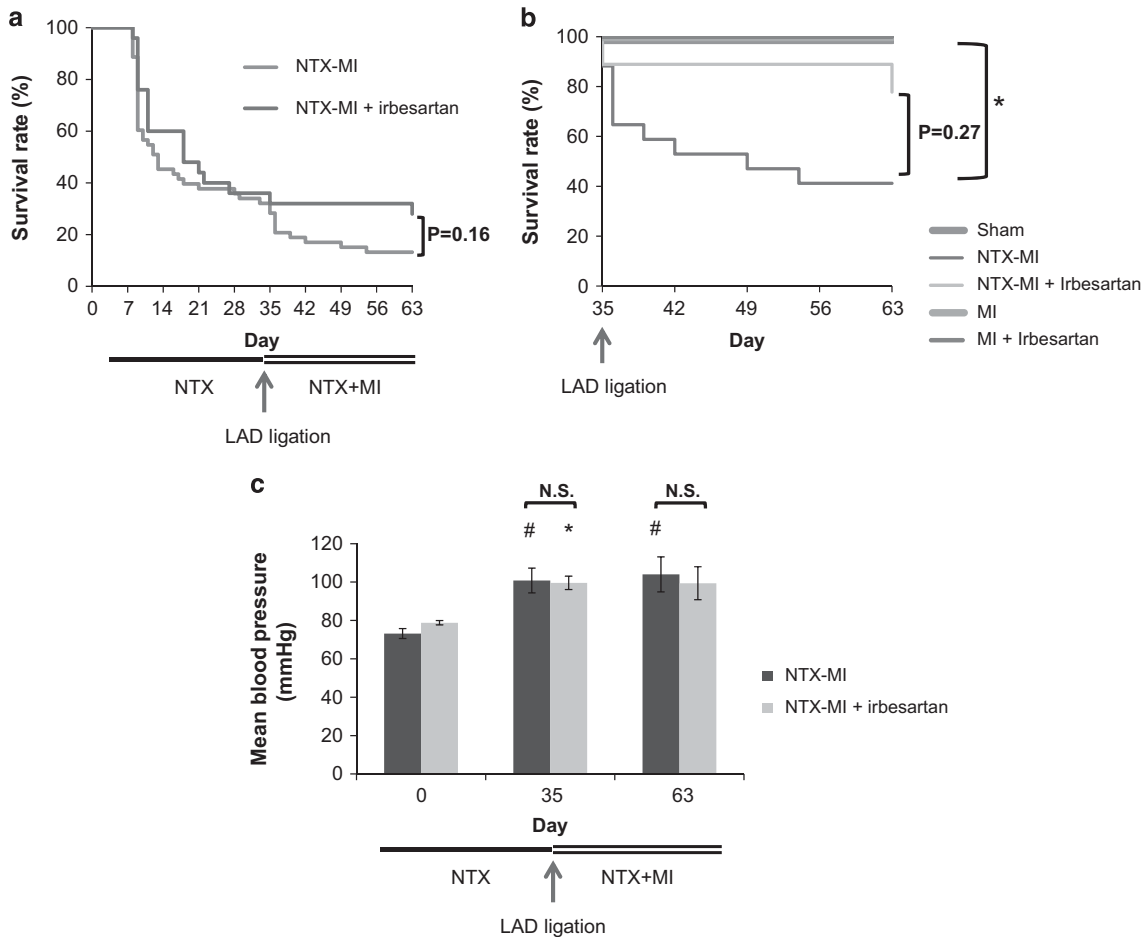 a
100
80
60
40
20
0
Survival rate (%)
NTX-MI
NTX-MI + irbesartan
P=0.16
0 7 14 21 28 35 42 49 56 63
Day
NTX NTX+MI
LAD ligation
b
100
80
60
40
20
0
Survival rate (%)
*
P=0.27
Sham
NTX-MI
NTX-MI + Irbesartan
MI
MI + Irbesartan
35 42 49 56 63
Day
LAD ligation
c
N.S. N.S.
# * #
120
100
80
60
40
20
0
Mean blood pressure
(mmHg)
NTX-MI
NTX-MI + irbesartan
0 35 63
Day
NTX NTX+MI
LAD ligation